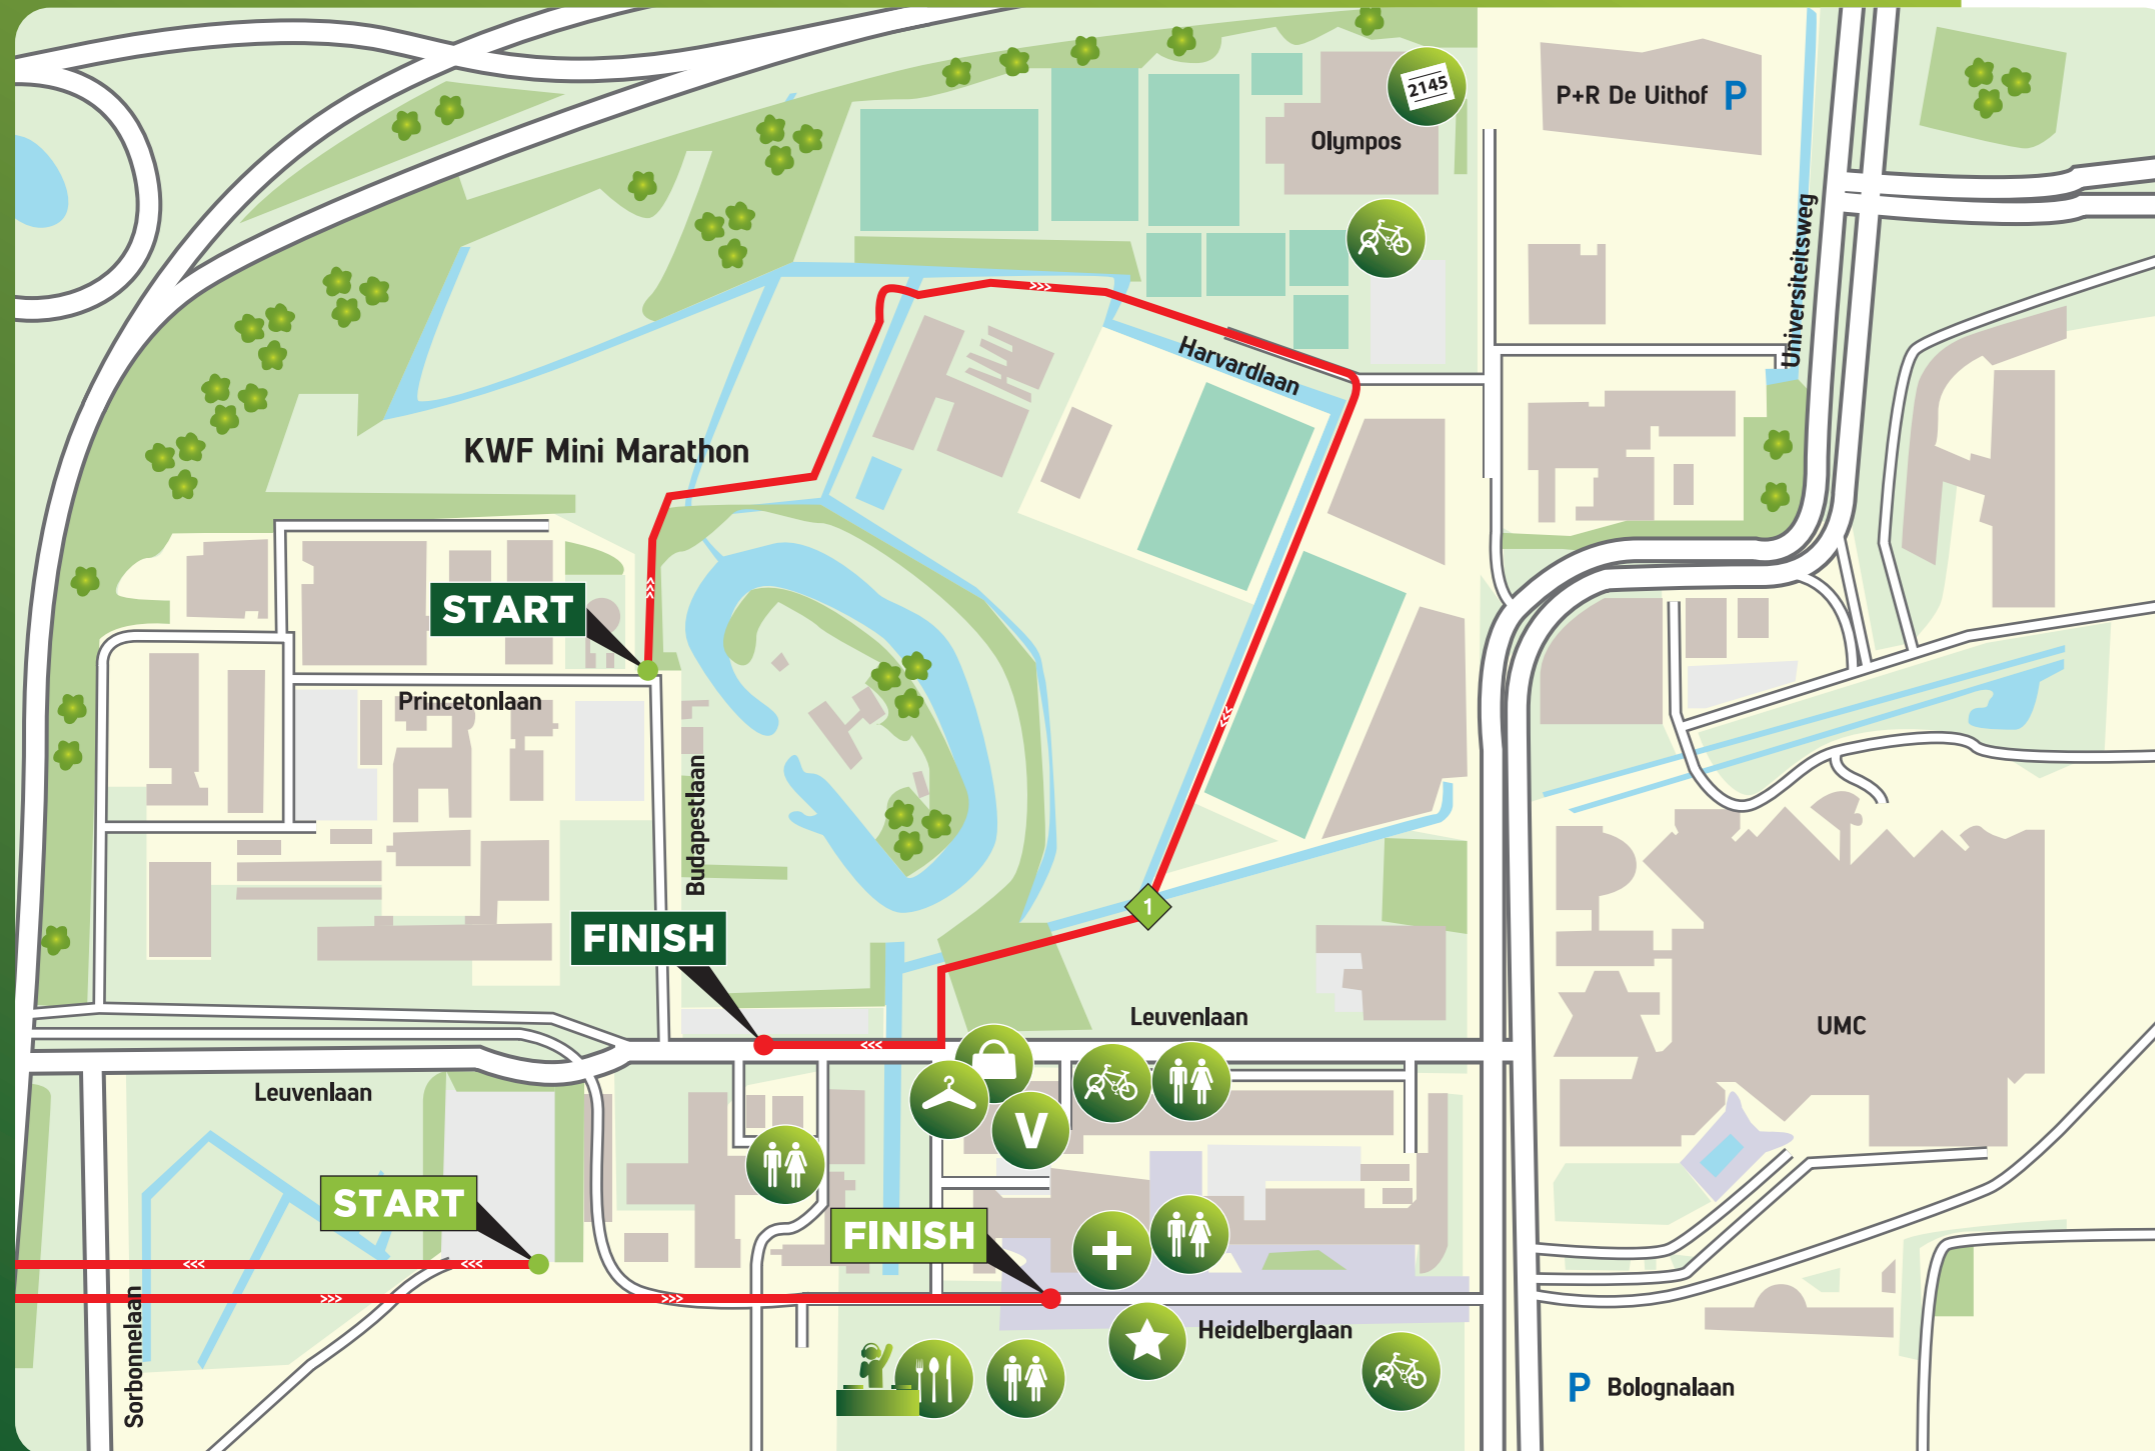 2145
P+R De Uithof P
Olympos
Universiteitsweg
Harvardlaan
KWF Mini Marathon
START
Princetonlaan
Budapestlaan
1
FINISH
Leuvenlaan
UMC
Leuvenlaan
V
START
FINISH
Sorbonnelaan
Heidelberglaan
P Bolognalaan